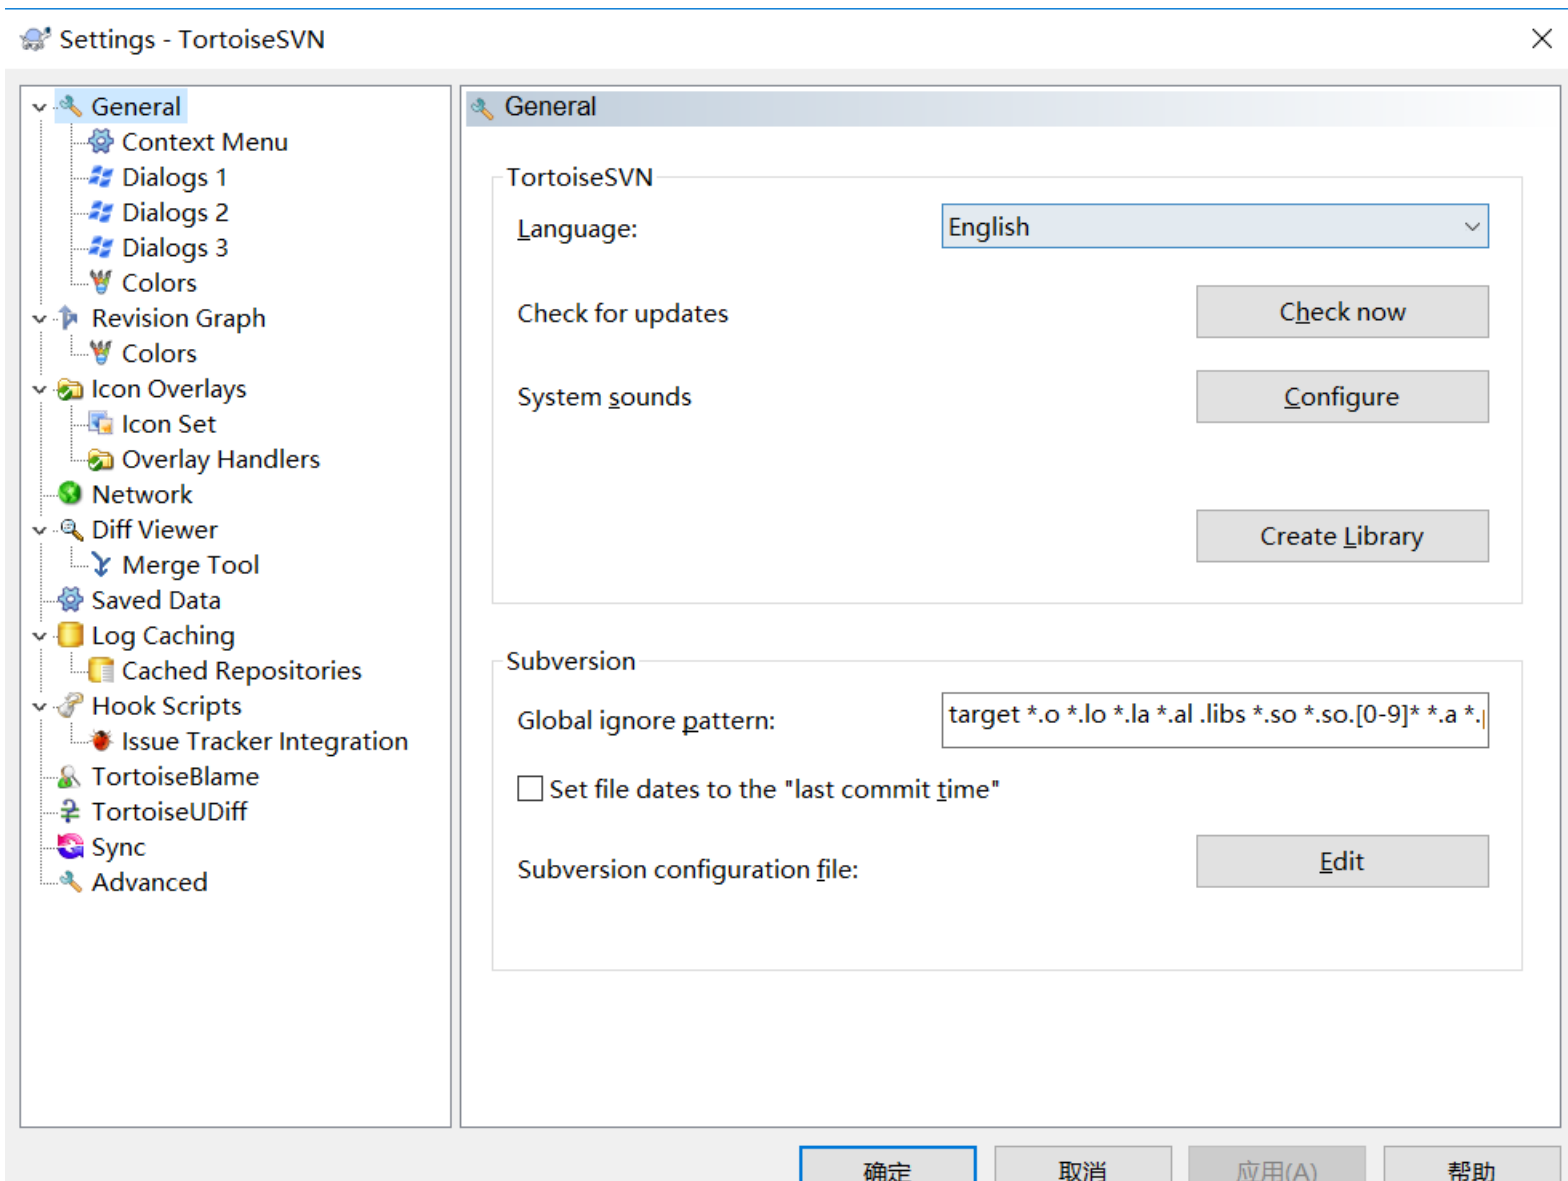 Settings - TortoiseSVN
General
Context Menu
Dialogs 1
Dialogs 2
Dialogs 3
Colors
Revision Graph
Colors
Icon Overlays
Icon Set
Overlay Handlers
Network
Diff Viewer
Merge Tool
Saved Data
Log Caching
Cached Repositories
Hook Scripts
Issue Tracker Integration
TortoiseBlame
TortoiseUDiff
Sync
Advanced
General
TortoiseSVN
Language: English
Check for updates Check now
System sounds Configure
Create Library
Subversion
Global ignore pattern: target *.o *.lo *.la *.al .libs *.so *.so.[0-9]* *.a *.
Set file dates to the "last commit time"
Subversion configuration file: Edit
确定 取消 应用(A) 帮助